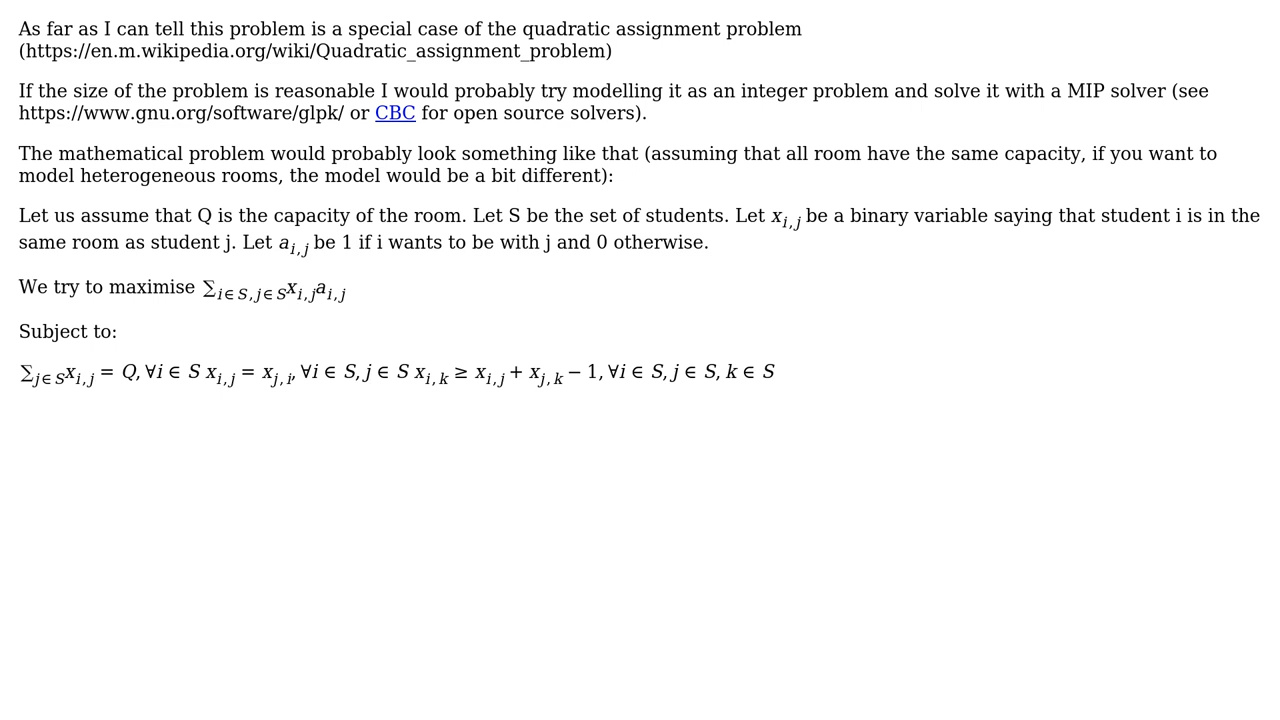 As far as I can tell this problem is a special case of the quadratic assignment problem
(https://en.m.wikipedia.org/wiki/Quadratic_assignment_problem)
If the size of the problem is reasonable I would probably try modelling it as an integer problem and solve it with a MIP solver (see
https://www.gnu.org/software/glpk/ or CBC for open source solvers).
The mathematical problem would probably look something like that (assuming that all room have the same capacity, if you want to
model heterogeneous rooms, the model would be a bit different):
Let us assume that Q is the capacity of the room. Let S be the set of students. Let x_{i,j} be a binary variable saying that student i is in the
same room as student j. Let a_{i,j} be 1 if i wants to be with j and 0 otherwise.
We try to maximise ∑_{i∈S,j∈S} x_{i,j} a_{i,j}
Subject to:
∑_{j∈S} x_{i,j} = Q, ∀i ∈ S x_{i,j} = x_{j,i}, ∀i ∈ S, j ∈ S x_{i,k} ≥ x_{i,j} + x_{j,k} − 1, ∀i ∈ S, j ∈ S, k ∈ S